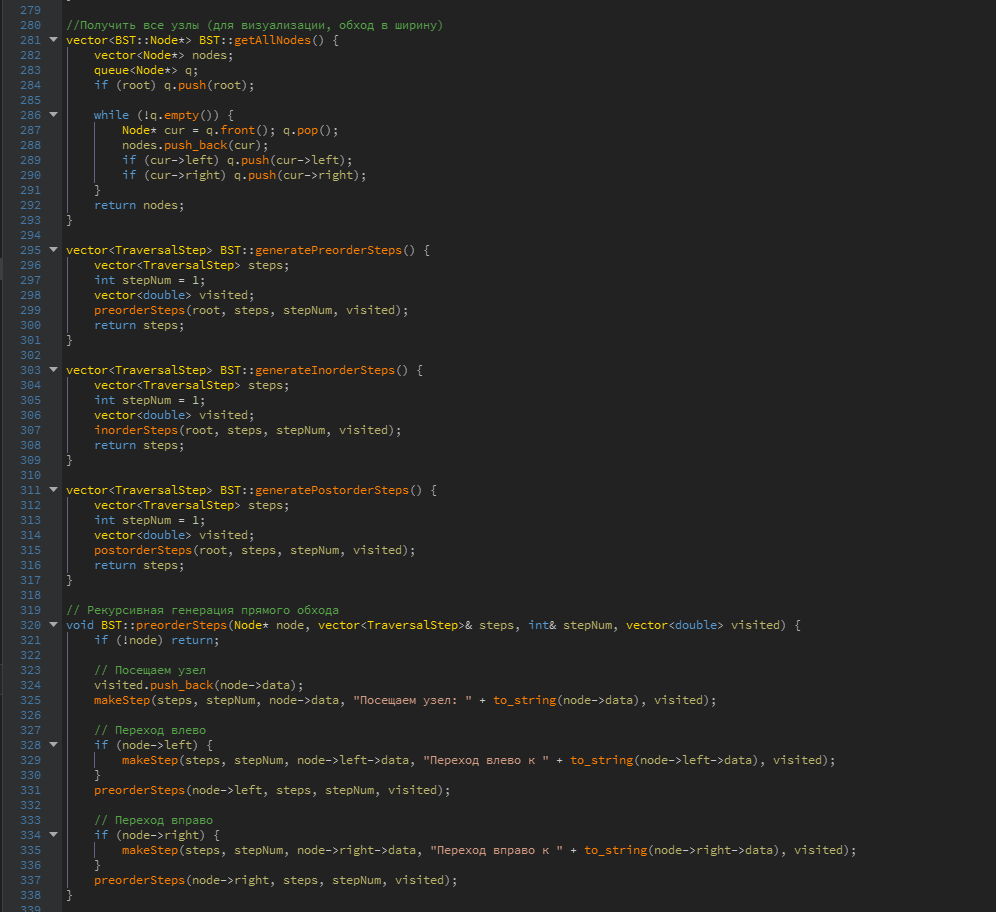 279
280 //Получить все узлы (для визуализации, обход в ширину)
281 vector<BST::Node*> BST::getAllNodes() {
282     vector<Node*> nodes;
283     queue<Node*> q;
284     if (root) q.push(root);
285
286     while (!q.empty()) {
287         Node* cur = q.front(); q.pop();
288         nodes.push_back(cur);
289         if (cur->left) q.push(cur->left);
290         if (cur->right) q.push(cur->right);
291     }
292     return nodes;
293 }
294
295 vector<TraversalStep> BST::generatePreorderSteps() {
296     vector<TraversalStep> steps;
297     int stepNum = 1;
298     vector<double> visited;
299     preorderSteps(root, steps, stepNum, visited);
300     return steps;
301 }
302
303 vector<TraversalStep> BST::generateInorderSteps() {
304     vector<TraversalStep> steps;
305     int stepNum = 1;
306     vector<double> visited;
307     inorderSteps(root, steps, stepNum, visited);
308     return steps;
309 }
310
311 vector<TraversalStep> BST::generatePostorderSteps() {
312     vector<TraversalStep> steps;
313     int stepNum = 1;
314     vector<double> visited;
315     postorderSteps(root, steps, stepNum, visited);
316     return steps;
317 }
318
319 // Рекурсивная генерация прямого обхода
320 void BST::preorderSteps(Node* node, vector<TraversalStep>& steps, int& stepNum, vector<double> visited) {
321     if (!node) return;
322
323     // Посещаем узел
324     visited.push_back(node->data);
325     makeStep(steps, stepNum, node->data, "Посещаем узел: " + to_string(node->data), visited);
326
327     // Переход влево
328     if (node->left) {
329         makeStep(steps, stepNum, node->left->data, "Переход влево к " + to_string(node->left->data), visited);
330     }
331     preorderSteps(node->left, steps, stepNum, visited);
332
333     // Переход вправо
334     if (node->right) {
335         makeStep(steps, stepNum, node->right->data, "Переход вправо к " + to_string(node->right->data), visited);
336     }
337     preorderSteps(node->right, steps, stepNum, visited);
338 }
339